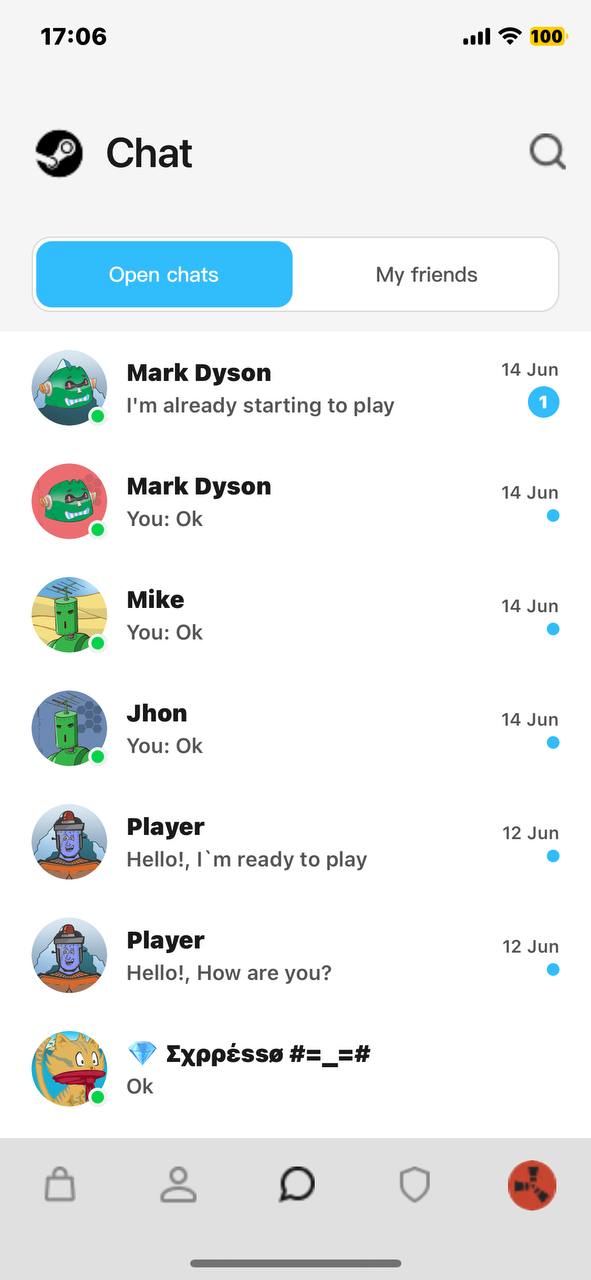 17:06
100
Chat
Open chats
My friends
Mark Dyson
14 Jun
I'm already starting to play
1
Mark Dyson
14 Jun
You: Ok
Mike
14 Jun
You: Ok
Jhon
14 Jun
You: Ok
Player
12 Jun
Hello!, I`m ready to play
Player
12 Jun
Hello!, How are you?
💎 Σχρρέssø #=_=#
Ok